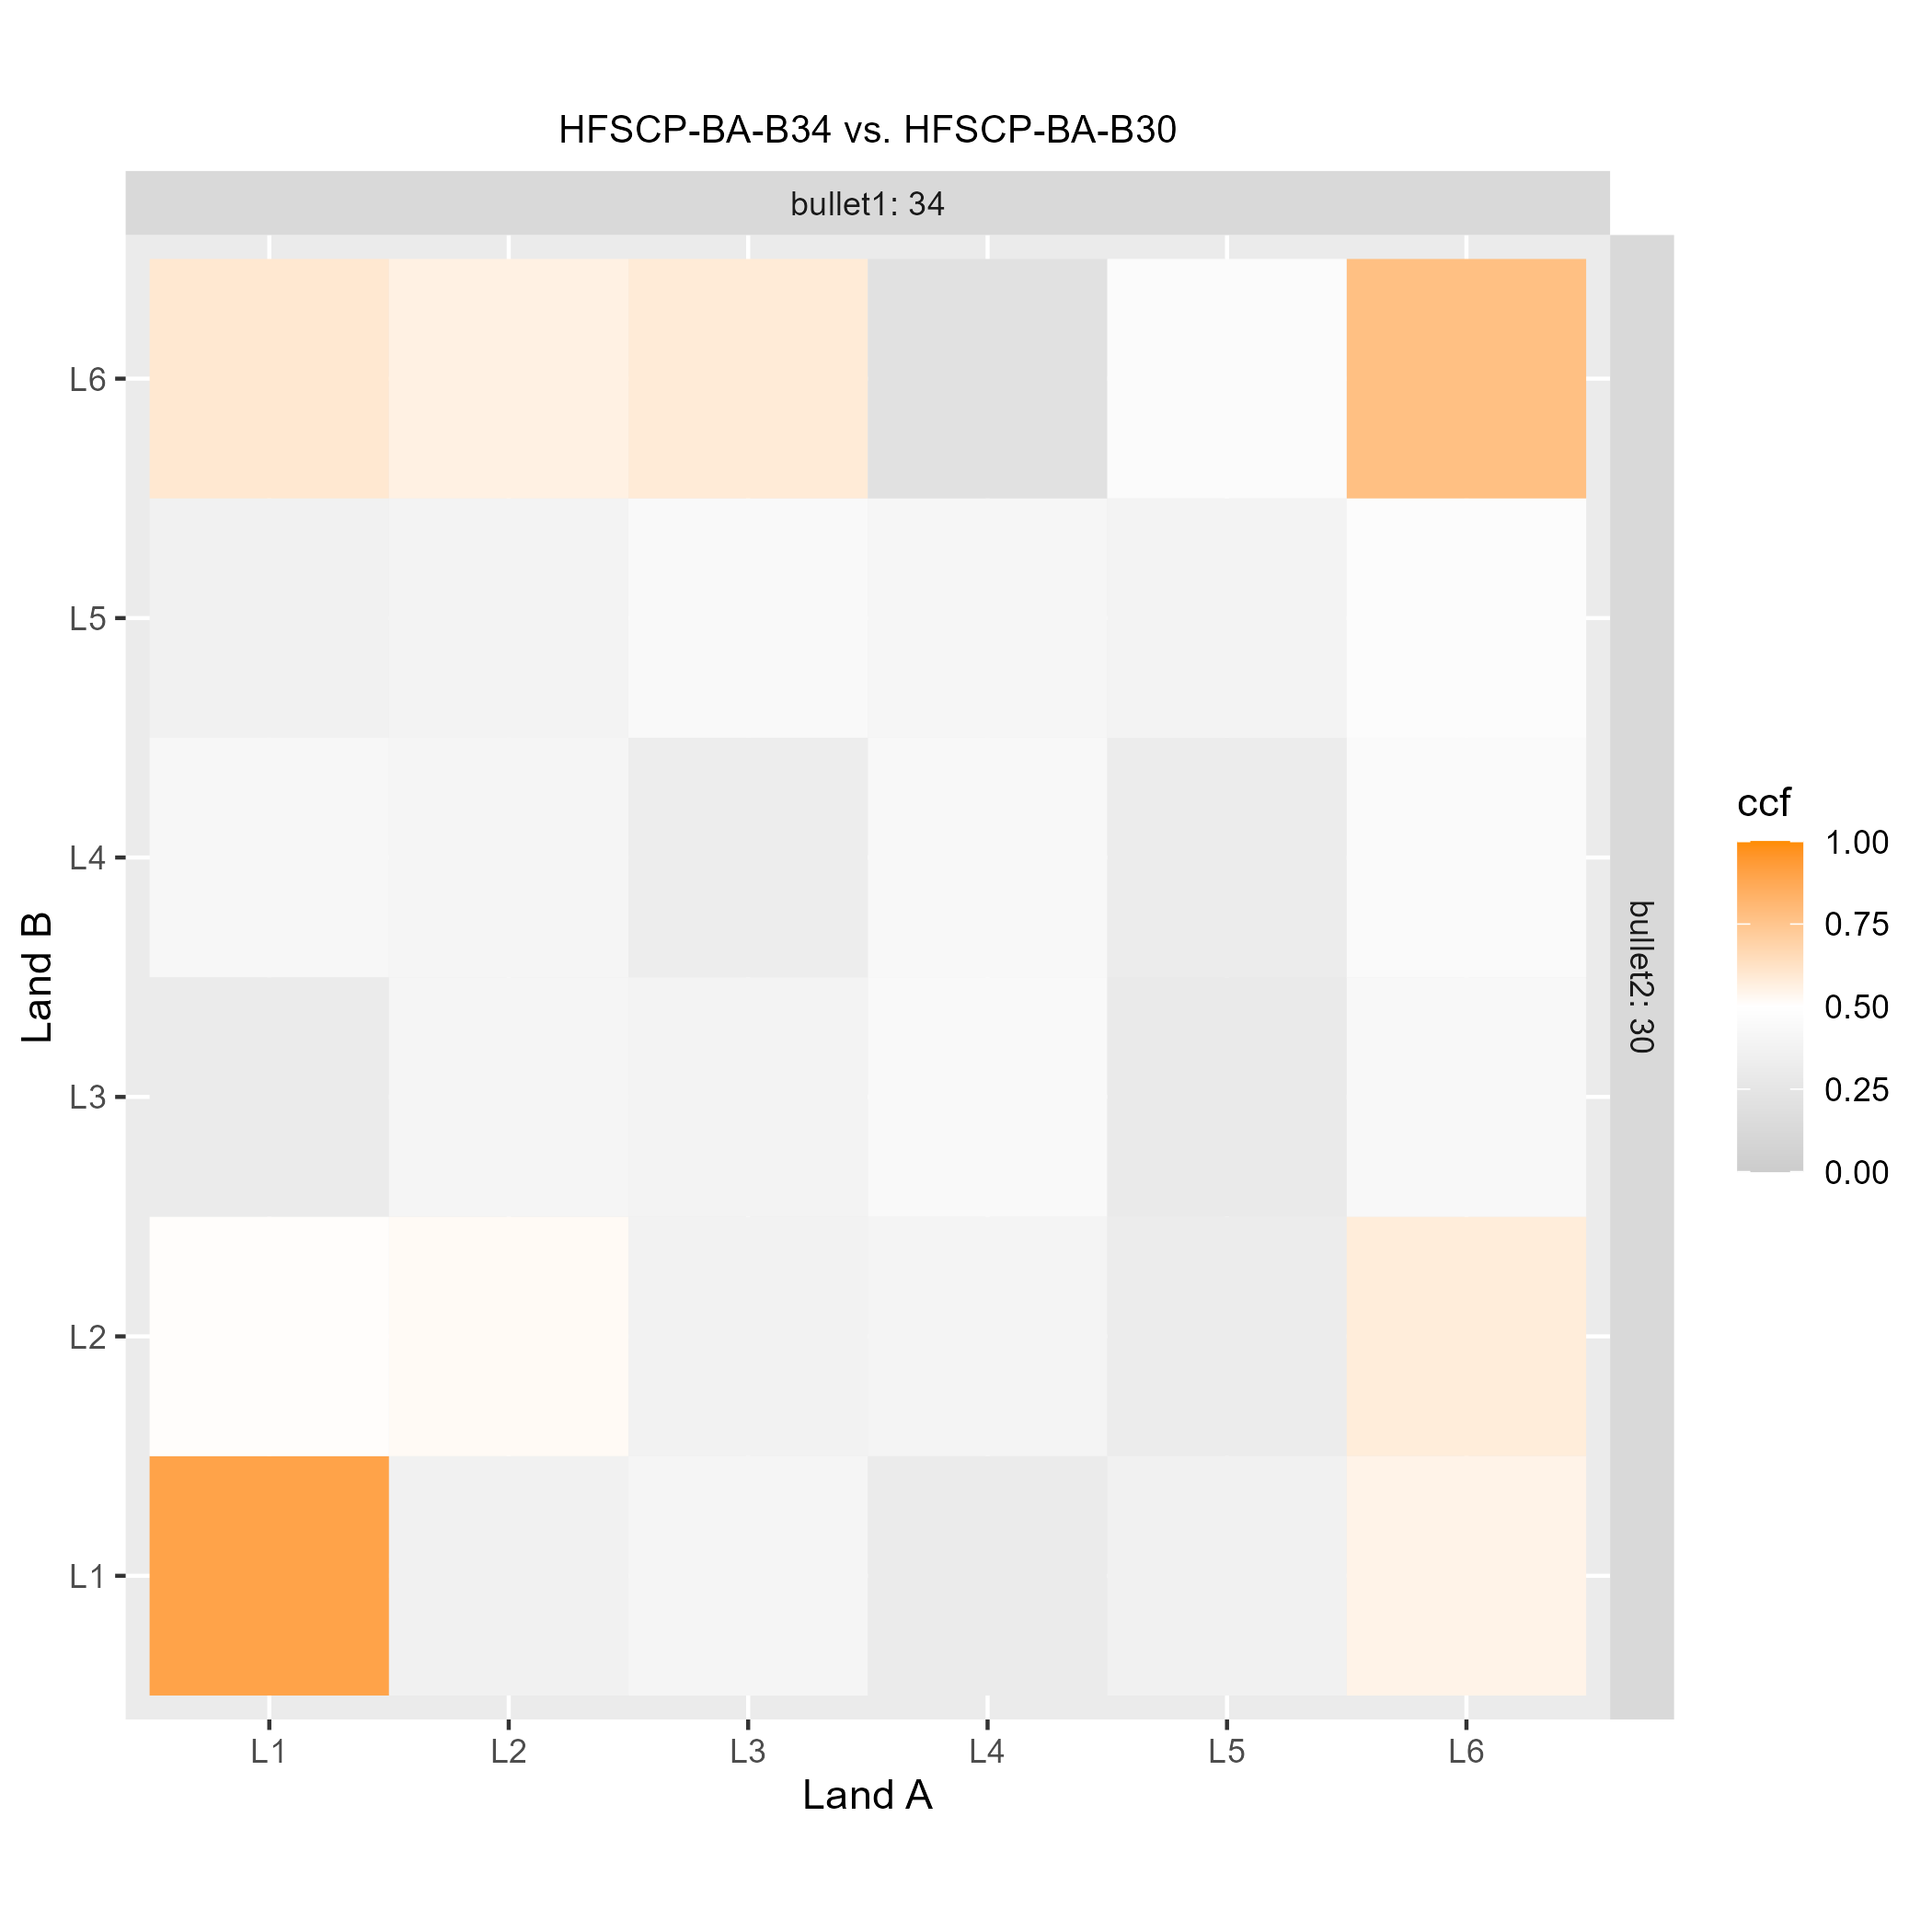 HFSCP-BA-B34 vs. HFSCP-BA-B30
bullet1: 34
L6
L5
L4
L3
L2
L1
Land B
bullet2: 30
L1 L2 L3 L4 L5 L6
Land A
ccf
1.00
0.75
0.50
0.25
0.00